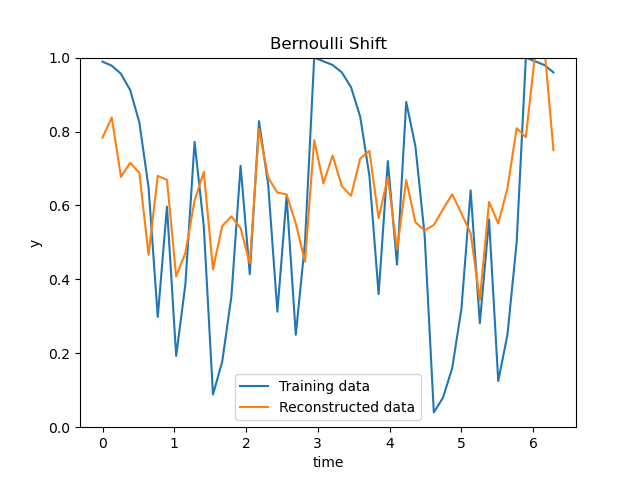 Bernoulli Shift
1.0
0.8
0.6
0.4
0.2
0.0
y
Training data
Reconstructed data
0 1 2 3 4 5 6
time